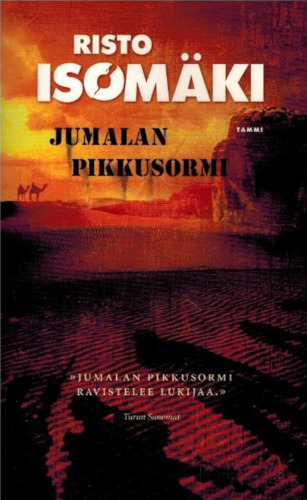 RISTO
ISOMÄKI
TAMMI
JUMALAN
PIKKUSORMI
»JUMALAN PIKKUSORMI
RAVISTELEE LUKIJAA.»
Turun Sanomat